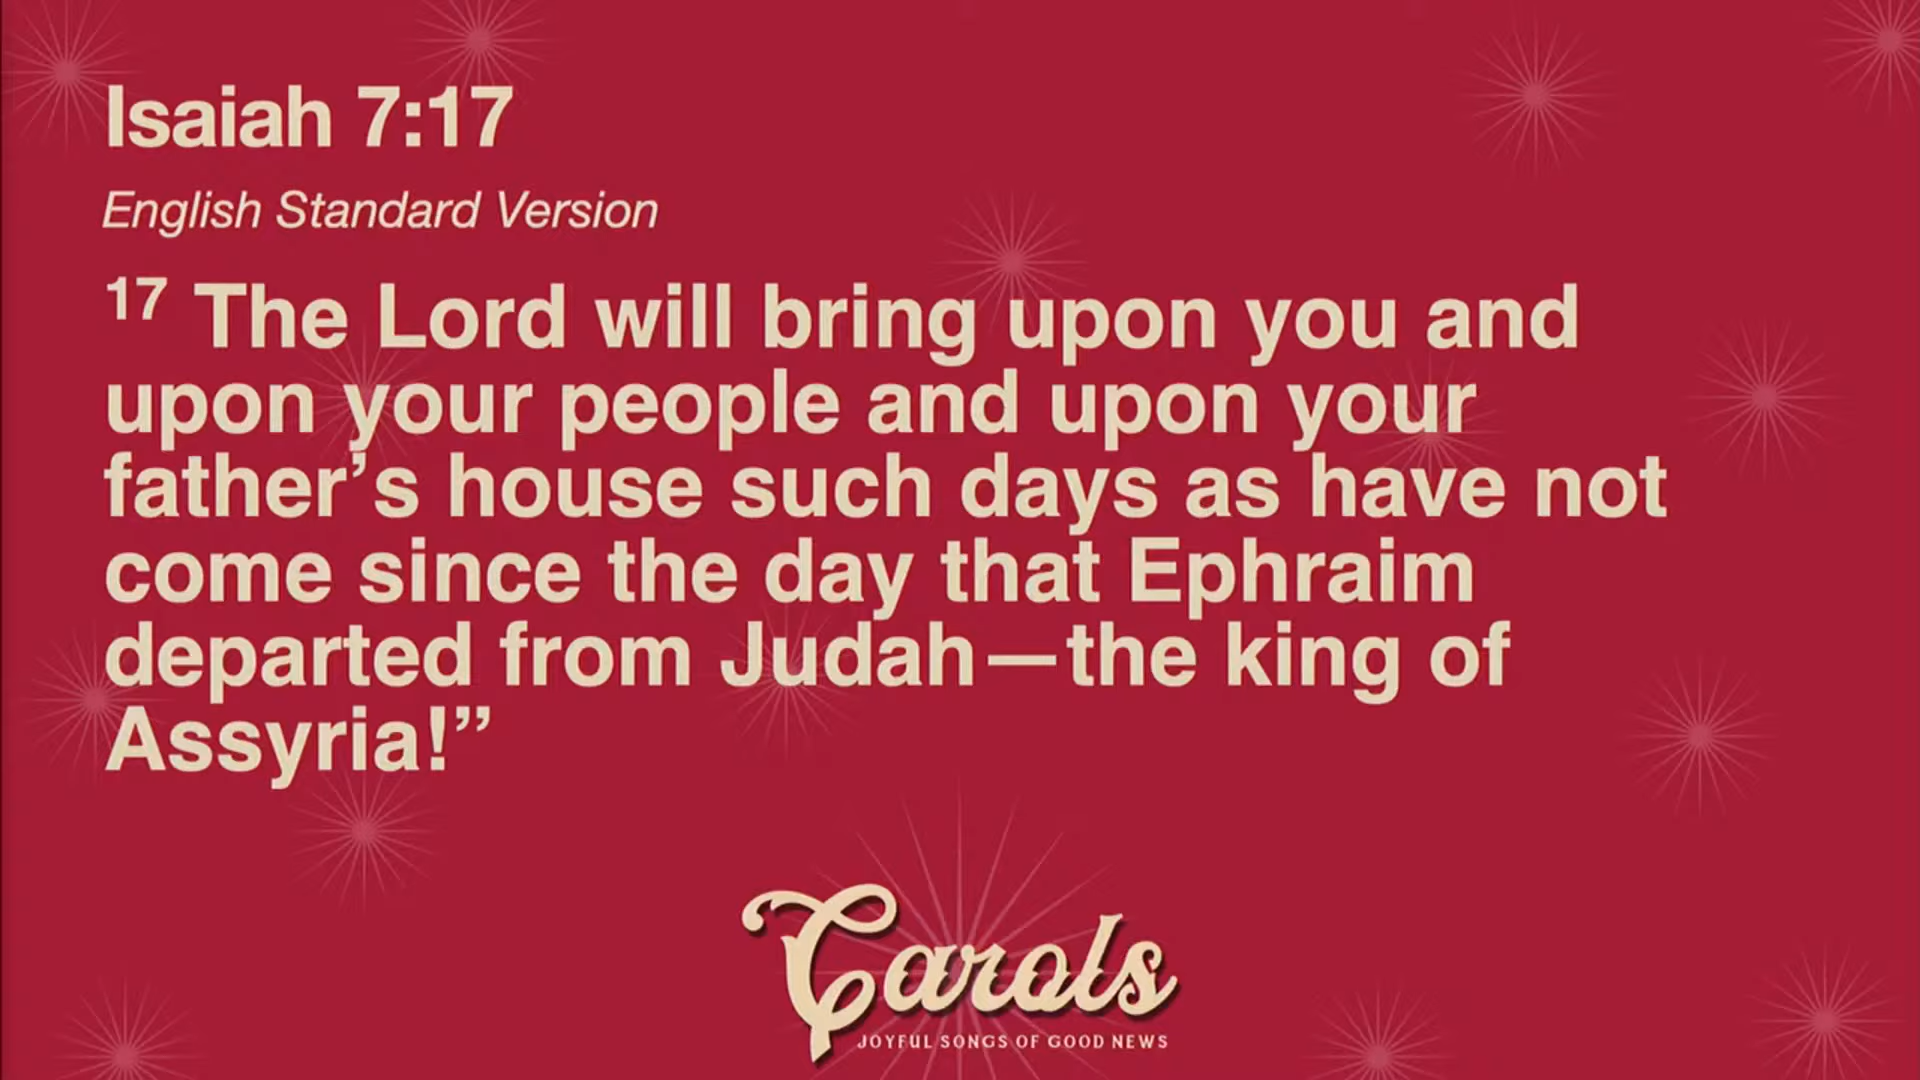 Isaiah 7:17
English Standard Version
17 The Lord will bring upon you and
upon your people and upon your
father’s house such days as have not
come since the day that Ephraim
departed from Judah—the king of
Assyria!”
Carols
JOYFUL SONGS OF GOOD NEWS